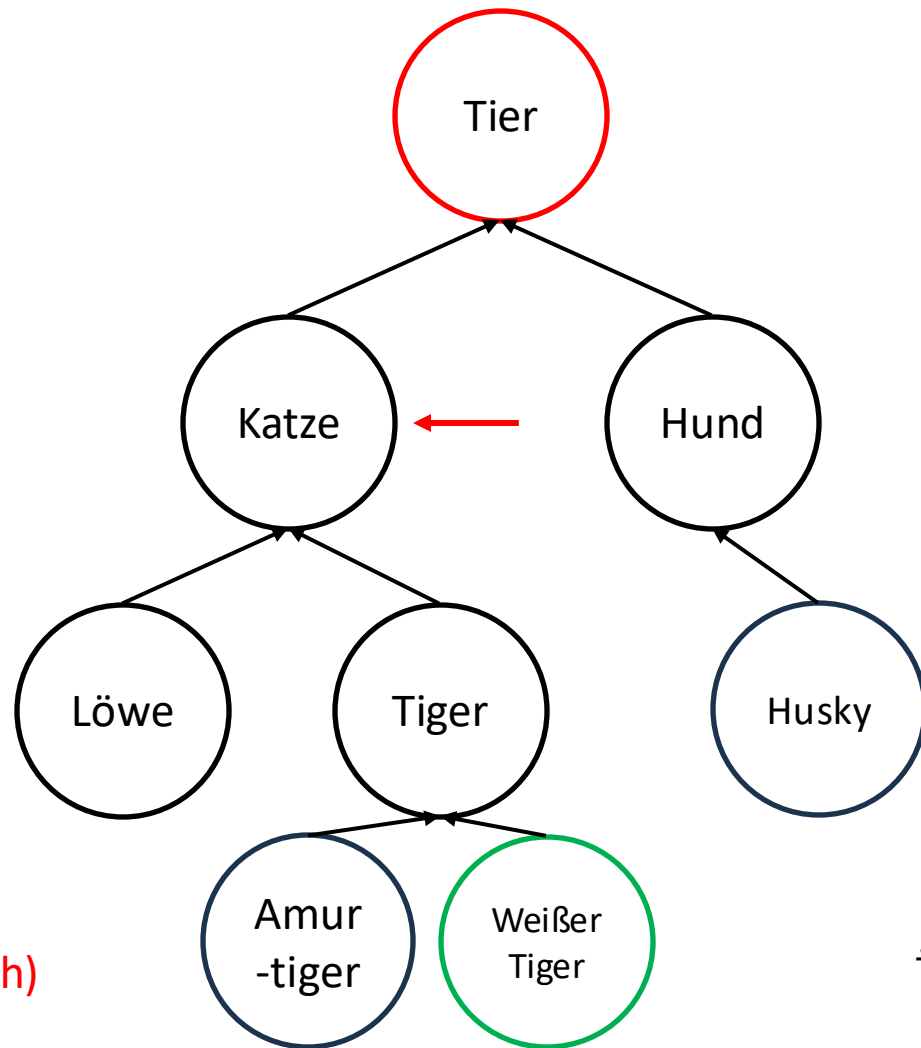 Tier
Katze
Hund
Löwe
Tiger
Husky
Amur
-tiger
Weißer
Tiger
h)